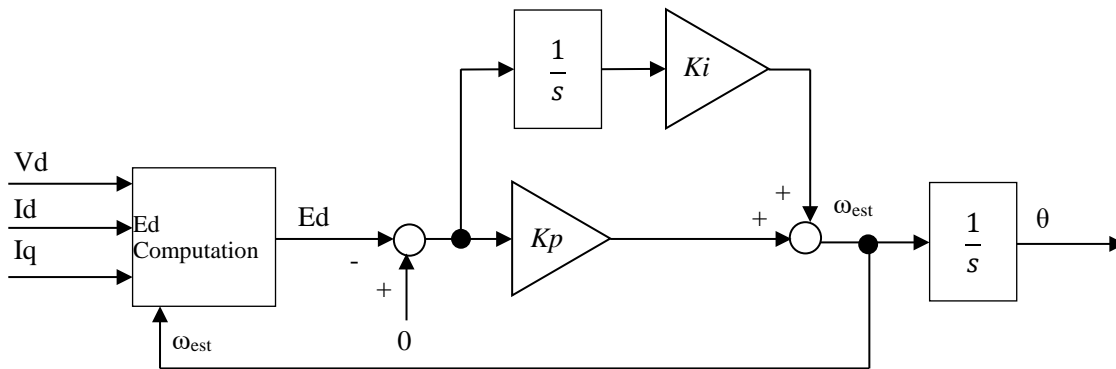 1
s
Ki
Vd
Id
Iq
Ed
Computation
Ed
-
+
0
Kp
+
+
ωest
1
s
θ
ωest